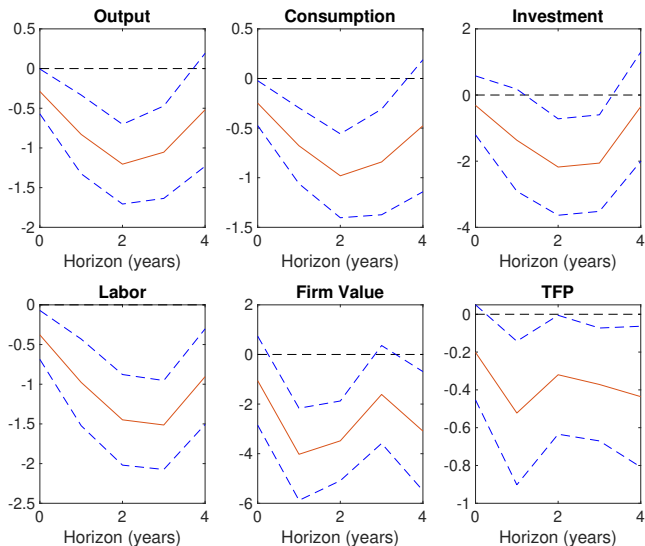 Output
0.5
0
-0.5
-1
-1.5
-2
0 2 4
Horizon (years)
Consumption
0.5
0
-0.5
-1
-1.5
0 2 4
Horizon (years)
Investment
2
0
-2
-4
0 2 4
Horizon (years)
Labor
0
-0.5
-1
-1.5
-2
-2.5
0 2 4
Horizon (years)
Firm Value
2
0
-2
-4
-6
0 2 4
Horizon (years)
TFP
0
-0.2
-0.4
-0.6
-0.8
-1
0 2 4
Horizon (years)